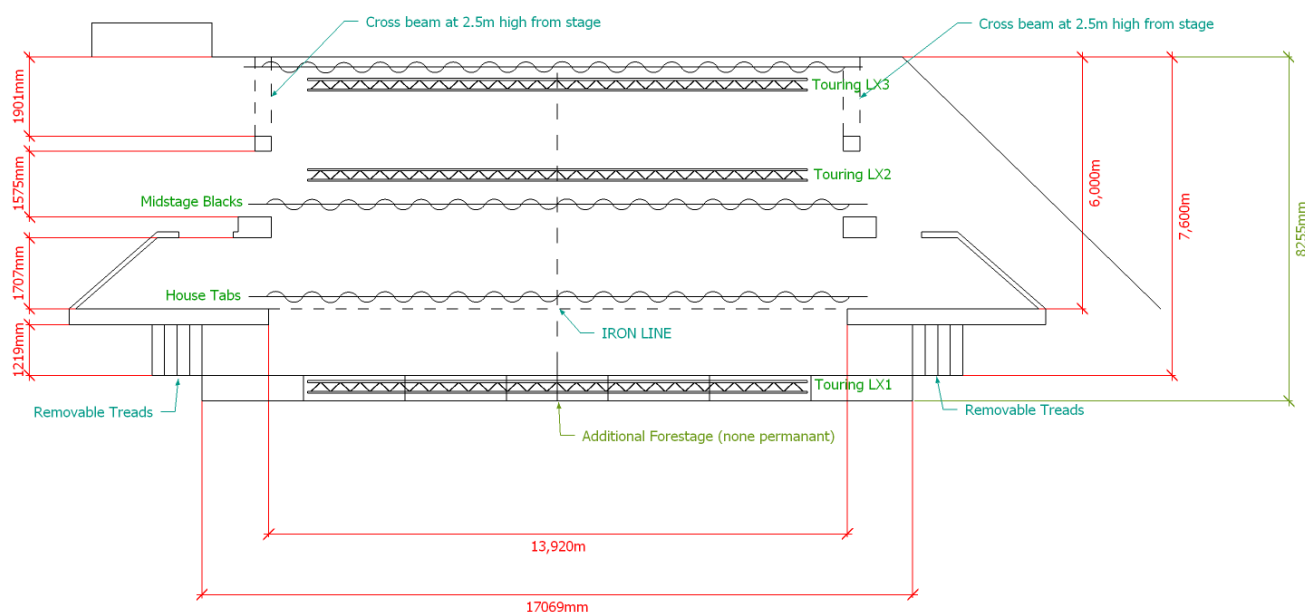 Cross beam at 2.5m high from stage
Cross beam at 2.5m high from stage
Touring LX3
1901mm
6,000m
7,600m
8255mm
Touring LX2
1575mm
Midstage Blacks
1707mm
House Tabs
IRON LINE
1219mm
Touring LX1
Removable Treads
Removable Treads
Additional Forestage (none permanant)
13,920m
17069mm